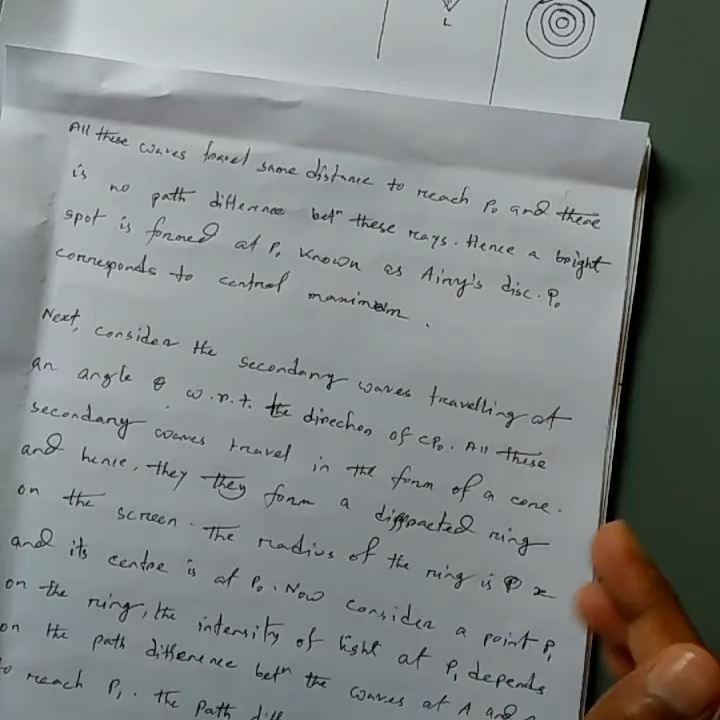 L
All these waves travel same distance to reach P₀ and there
is no path difference betⁿ these rays. Hence a bright
spot is formed at P₀ known as Airy's disc. P₀
corresponds to central maximum.
Next, consider the secondary waves travelling at
an angle θ w.r.t. the direction of CP₀. All these
secondary waves travel in the form of a cone.
and hence, they they form a diffracted ring
on the screen. The radius of the ring is x
and its centre is at P₀. Now consider a point P₁
on the ring, the intensity of light at P₁ depends
on the path difference betⁿ the waves at A and
to reach P₁. The path